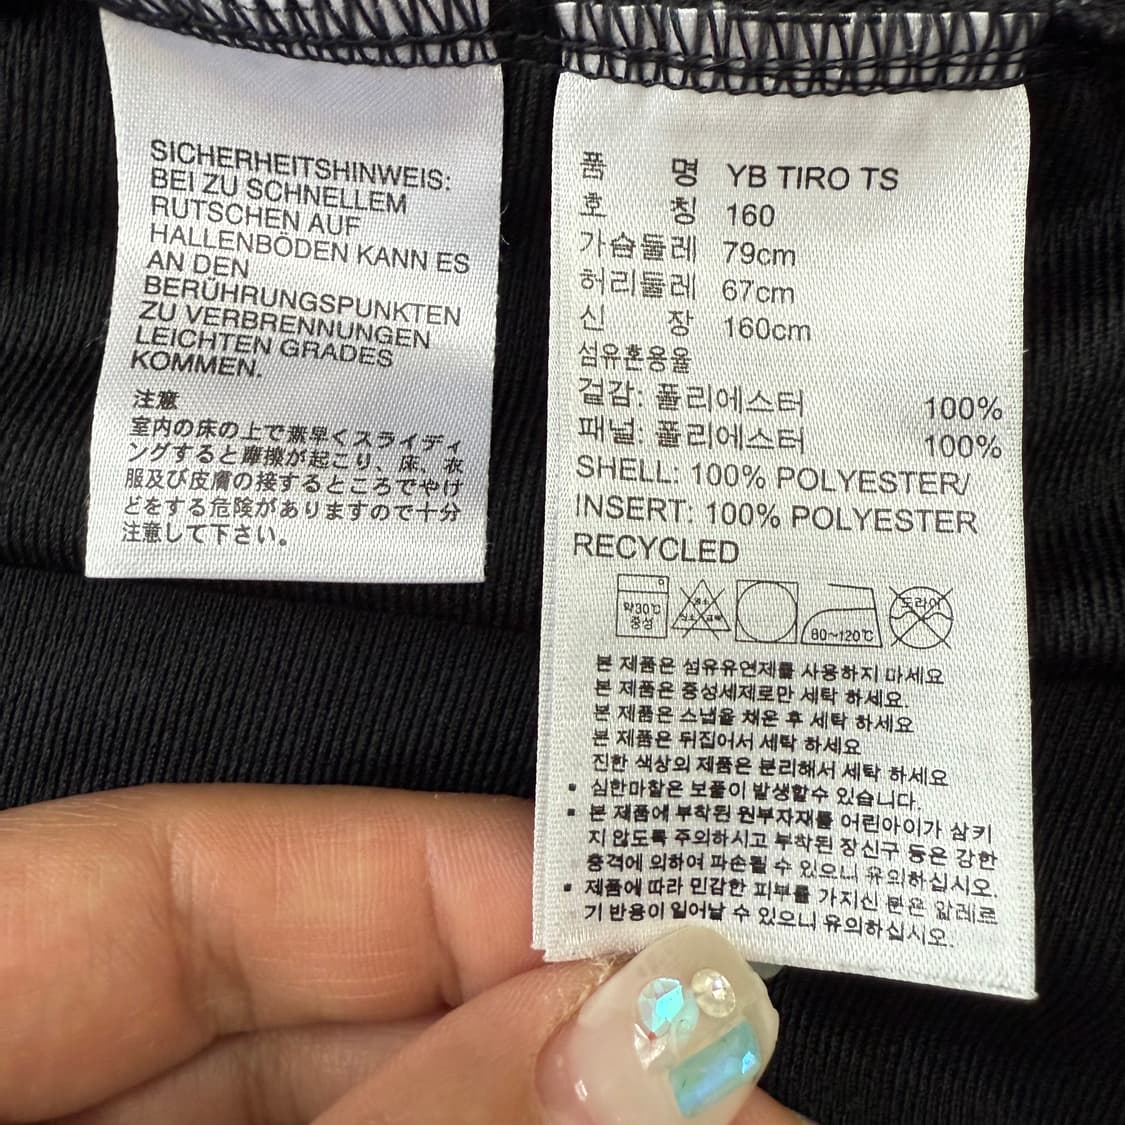 SICHERHEITSHINWEIS:
BEI ZU SCHNELLEM
RUTSCHEN AUF
HALLENBÖDEN KANN ES
AN DEN
BERÜHRUNGSPUNKTEN
ZU VERBRENNUNGEN
LEICHTEN GRADES
KOMMEN.
注意
室内の床の上で素早くスライディ
ングすると摩擦が起こり、床、衣
服及び皮膚の接するところでやけ
どをする危険がありますので十分
注意して下さい。
품 명 YB TIRO TS
호 칭 160
가슴둘레 79cm
허리둘레 67cm
신 장 160cm
섬유혼용율
겉감: 폴리에스터 100%
패널: 폴리에스터 100%
SHELL: 100% POLYESTER/
INSERT: 100% POLYESTER
RECYCLED
약30℃
중성
80~120℃
드라이
본 제품은 섬유유연제를 사용하지 마세요
본 제품은 중성세제로만 세탁 하세요.
본 제품은 스냅을 채운 후 세탁 하세요
본 제품은 뒤집어서 세탁 하세요
진한 색상의 제품은 분리해서 세탁 하세요
• 심한마찰은 보풀이 발생할수 있습니다.
• 본 제품에 부착된 원부자재를 어린아이가 삼키
지 않도록 주의하시고 부착된 장신구 등은 강한
충격에 의하여 파손될 수 있으니 유의하십시오.
• 제품에 따라 민감한 피부를 가지신 분은 알레르
기 반응이 일어날 수 있으니 유의하십시오.